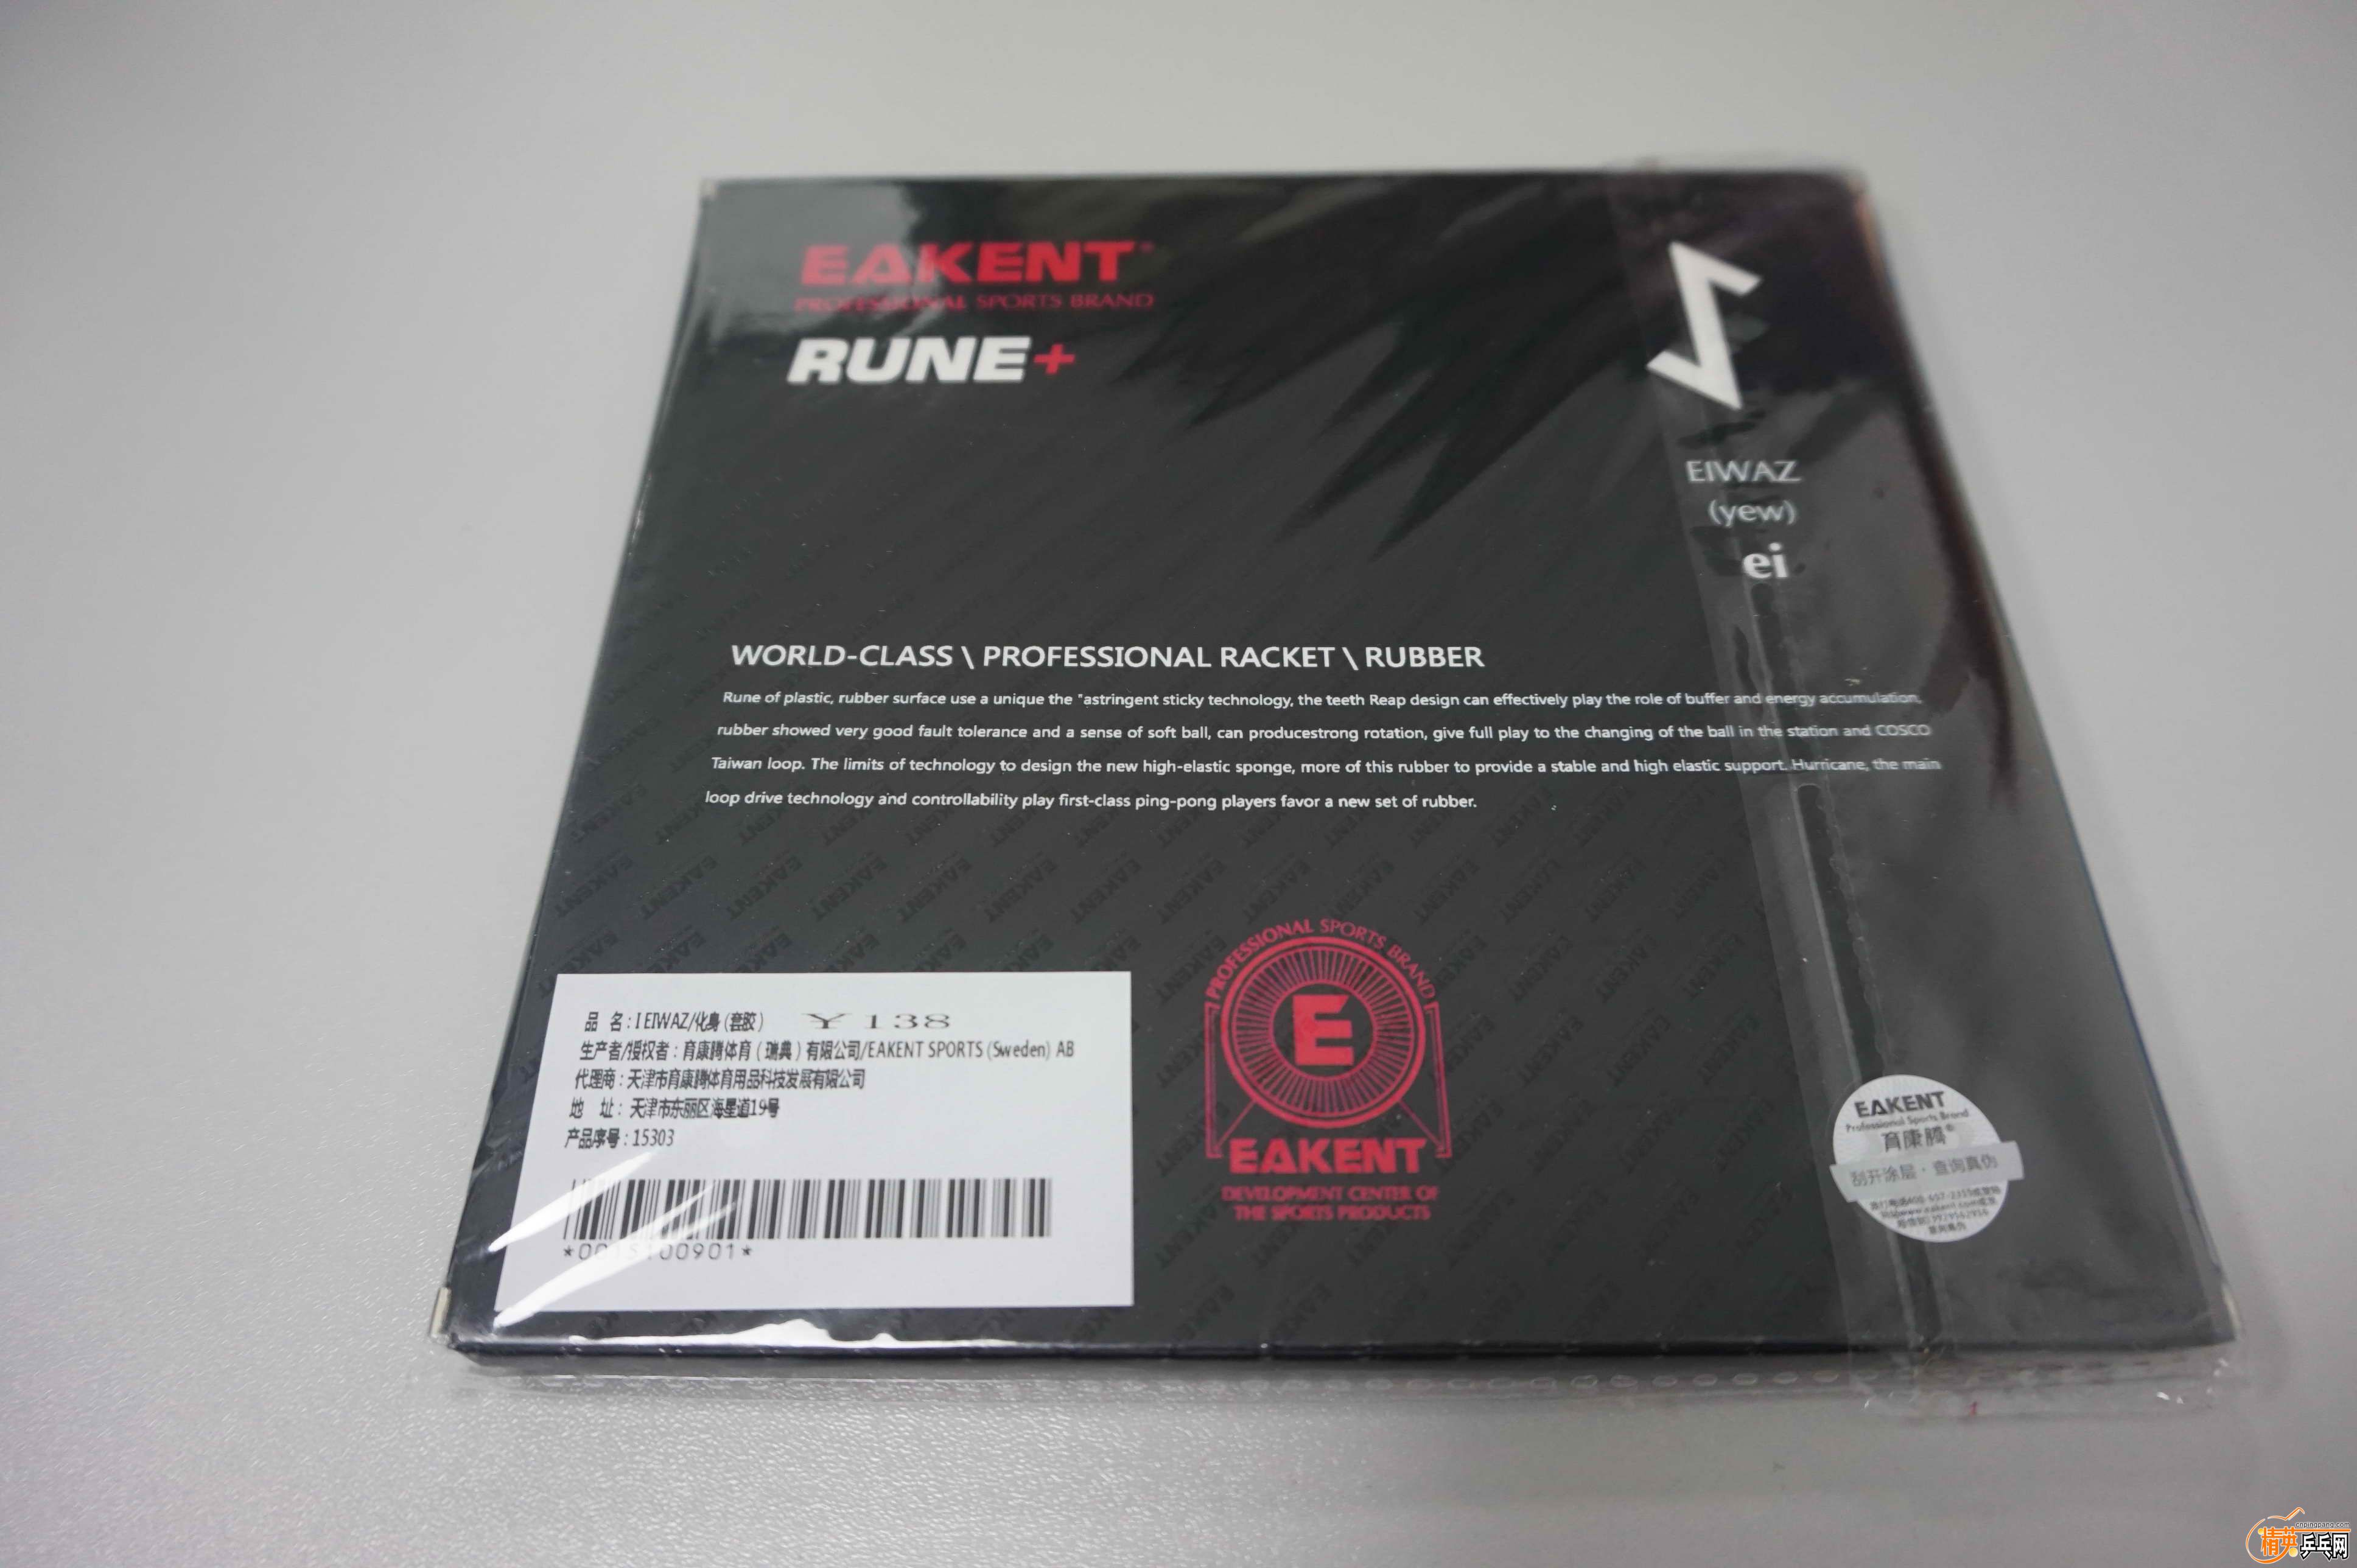 EAKENT
PROFESSIONAL SPORTS BRAND
RUNE+
EIWAZ
(yew)
ei
WORLD-CLASS \ PROFESSIONAL RACKET \ RUBBER
Rune of plastic, rubber surface use a unique the "astringent sticky technology, the teeth Reap design can effectively play the role of buffer and energy accumulation,
rubber showed very good fault tolerance and a sense of soft ball, can producestrong rotation, give full play to the changing of the ball in the station and COSCO
Taiwan loop. The limits of technology to design the new high-elastic sponge, more of this rubber to provide a stable and high elastic support. Hurricane, the main
loop drive technology and controllability play first-class ping-pong players favor a new set of rubber.
品 名：I EIWAZ/化身（套胶） Y 138
生产者/授权者：育康腾体育（瑞典）有限公司/EAKENT SPORTS (Sweden) AB
代理商：天津市育康腾体育用品科技发展有限公司
地 址：天津市东丽区海星道19号
产品序号：15303
PROFESSIONAL SPORTS BRAND
E
EAKENT
DEVELOPMENT CENTER OF
THE SPORTS PRODUCTS
EAKENT
Professional Sports Brand
育康腾®
刮开涂层·查询真伪
精英乒乓网